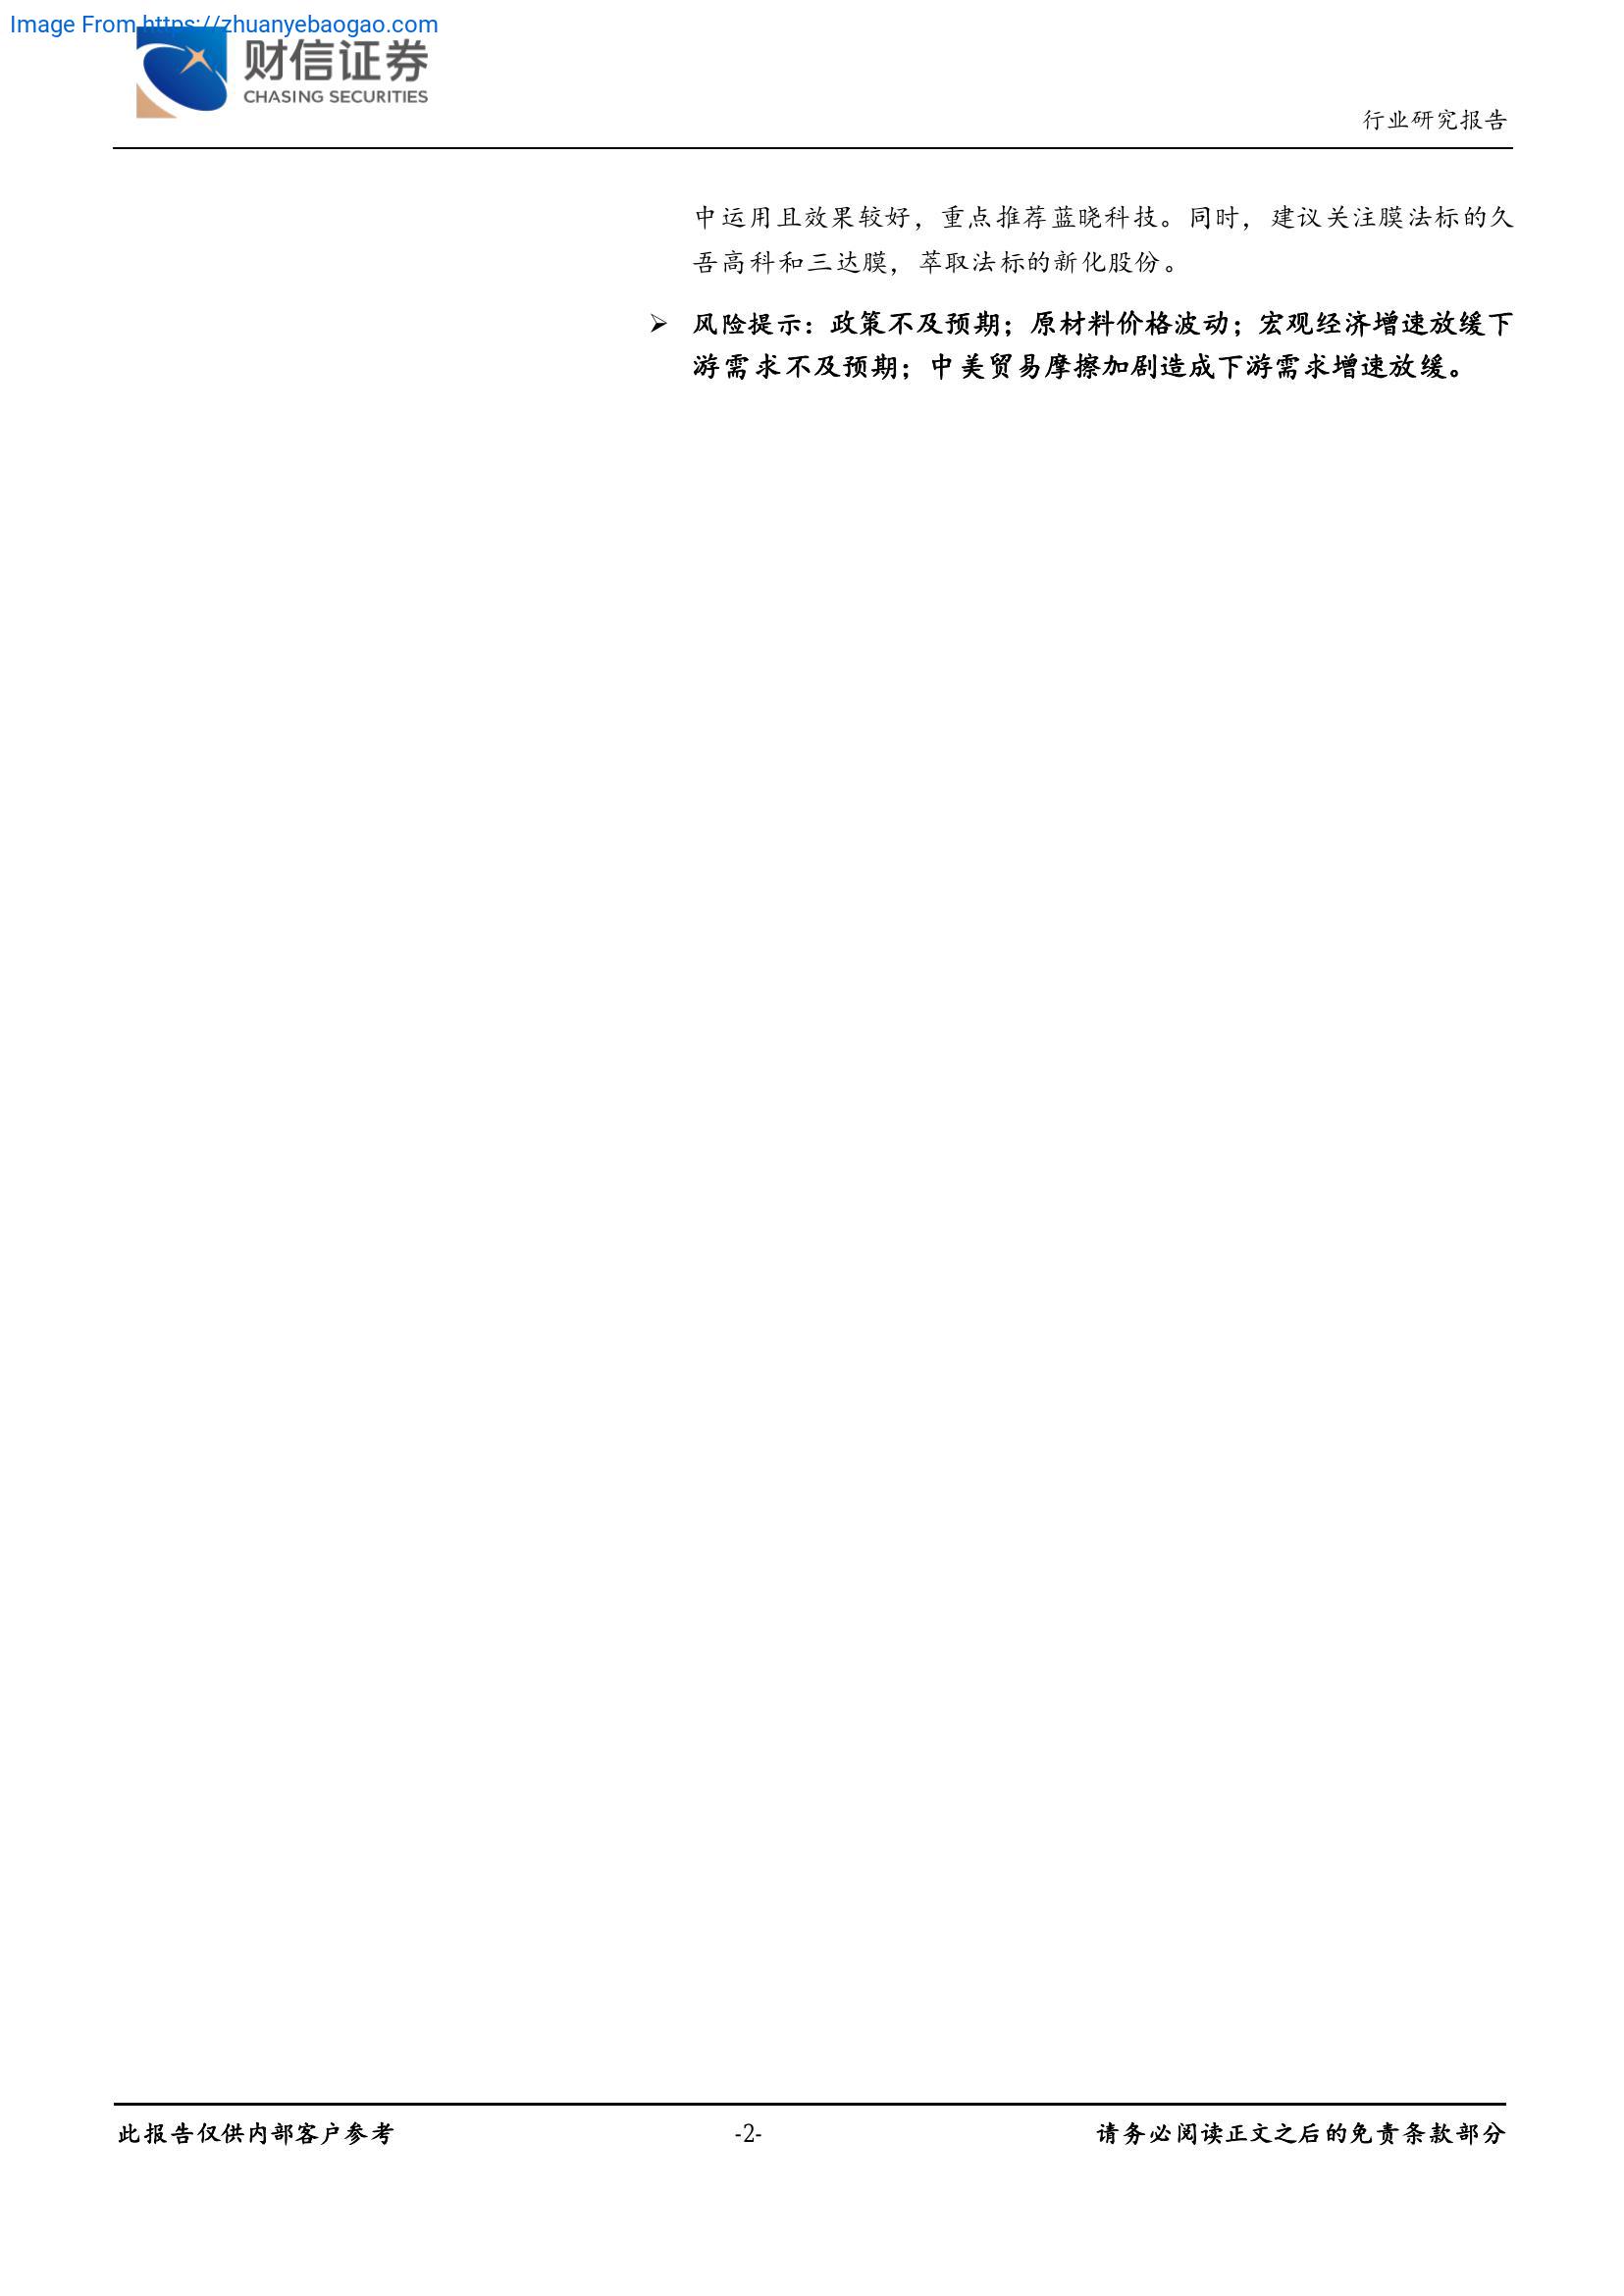 Image From https://zhuanyebaogao.com
财信证券
CHASING SECURITIES
行业研究报告
中运用且效果较好，重点推荐蓝晓科技。同时，建议关注膜法标的久
吾高科和三达膜，萃取法标的新化股份。
➢ 风险提示：政策不及预期；原材料价格波动；宏观经济增速放缓下
游需求不及预期；中美贸易摩擦加剧造成下游需求增速放缓。
此报告仅供内部客户参考
-2-
请务必阅读正文之后的免责条款部分